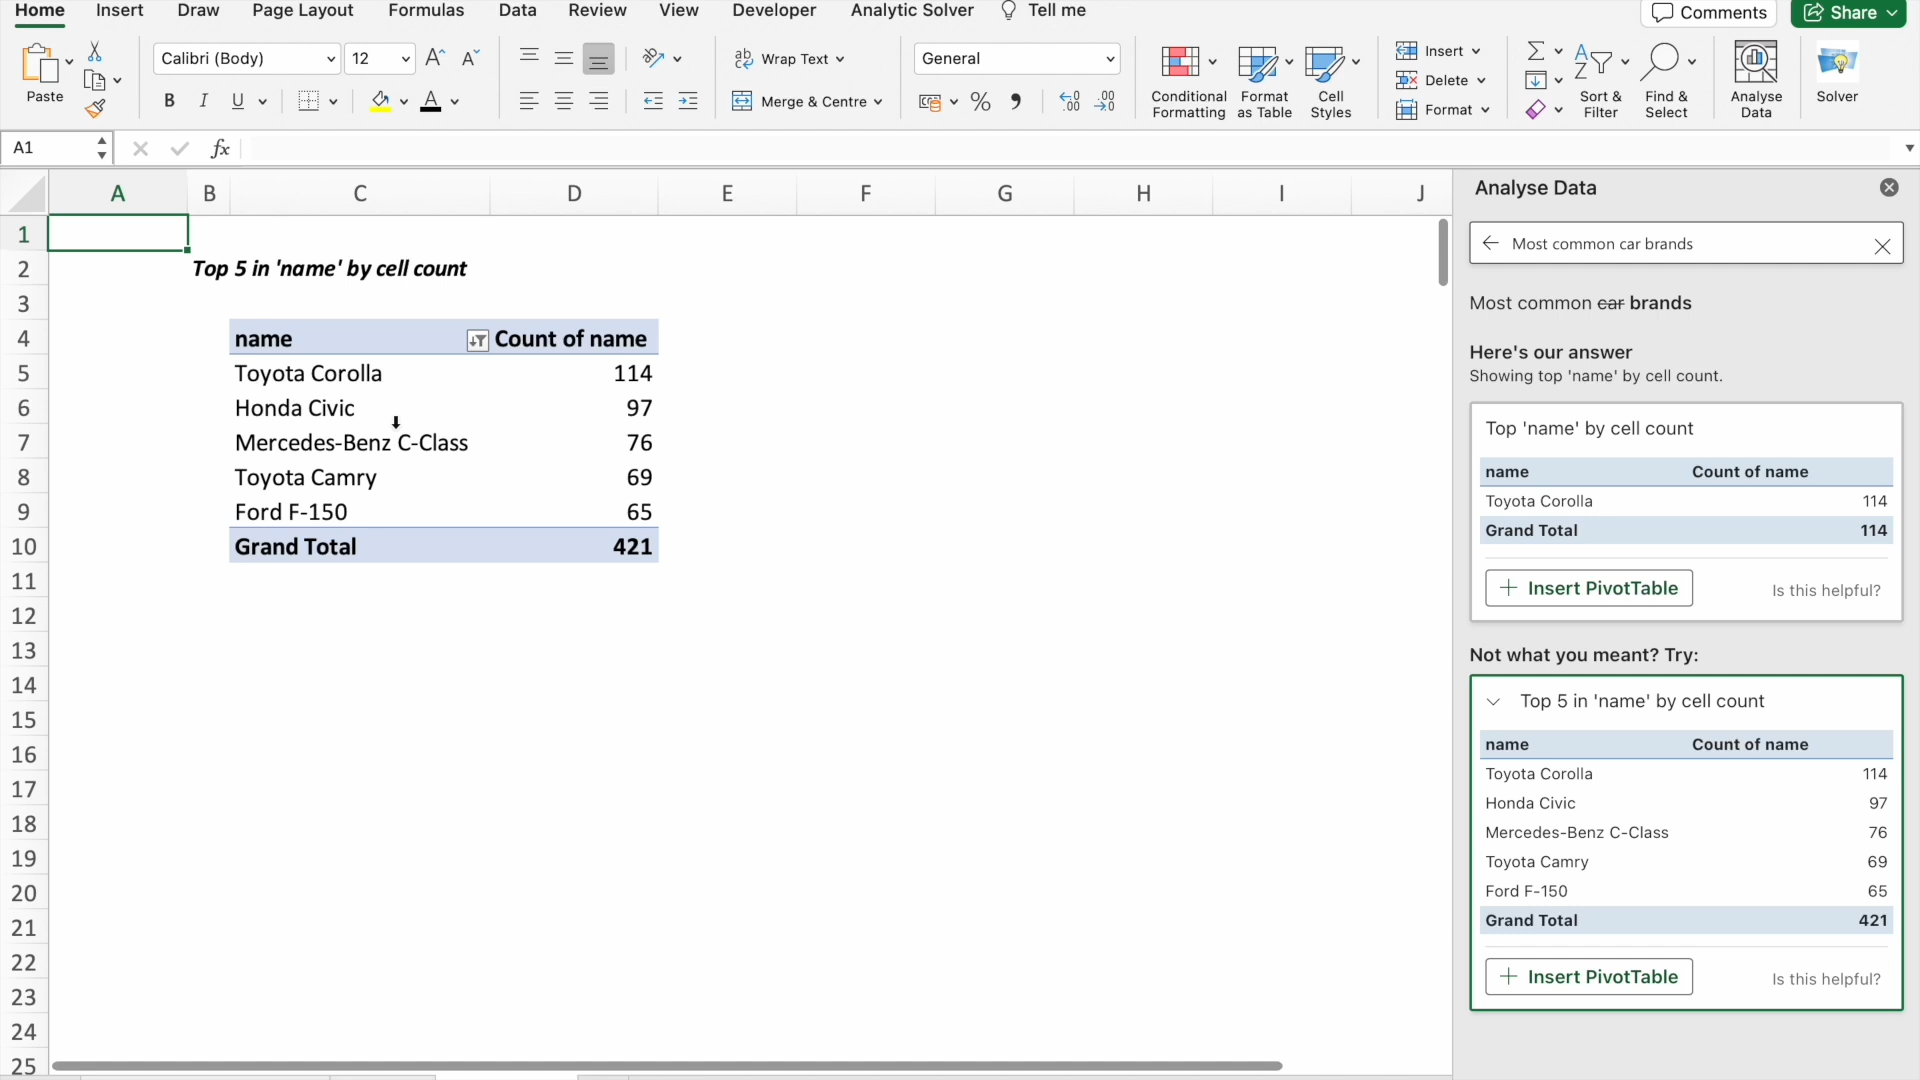 Home Insert Draw Page Layout Formulas Data Review View Developer Analytic Solver Tell me Comments Share
Paste
Calibri (Body) 12
B I U A
Wrap Text
Merge & Centre
General
% ,
Conditional Formatting
Format as Table
Cell Styles
Insert
Delete
Format
Sort & Filter
Find & Select
Analyse Data
Solver
A1 fx
A B C D E F G H I J
1
2 Top 5 in 'name' by cell count
3
4 name Count of name
5 Toyota Corolla 114
6 Honda Civic 97
7 Mercedes-Benz C-Class 76
8 Toyota Camry 69
9 Ford F-150 65
10 Grand Total 421
11
12
13
14
15
16
17
18
19
20
21
22
23
24
25
Analyse Data
Most common car brands
Most common car brands
Here's our answer
Showing top 'name' by cell count.
Top 'name' by cell count
name Count of name
Toyota Corolla 114
Grand Total 114
Insert PivotTable Is this helpful?
Not what you meant? Try:
Top 5 in 'name' by cell count
name Count of name
Toyota Corolla 114
Honda Civic 97
Mercedes-Benz C-Class 76
Toyota Camry 69
Ford F-150 65
Grand Total 421
Insert PivotTable Is this helpful?